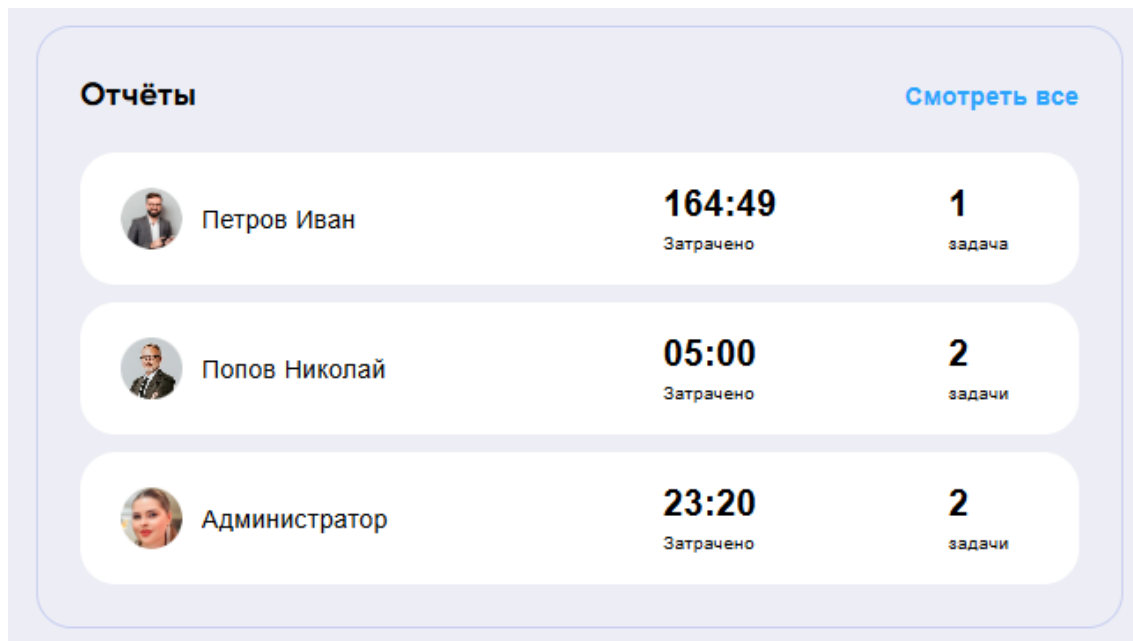 Отчёты
Смотреть все
Петров Иван
164:49
Затрачено
1
задача
Попов Николай
05:00
Затрачено
2
задачи
Администратор
23:20
Затрачено
2
задачи